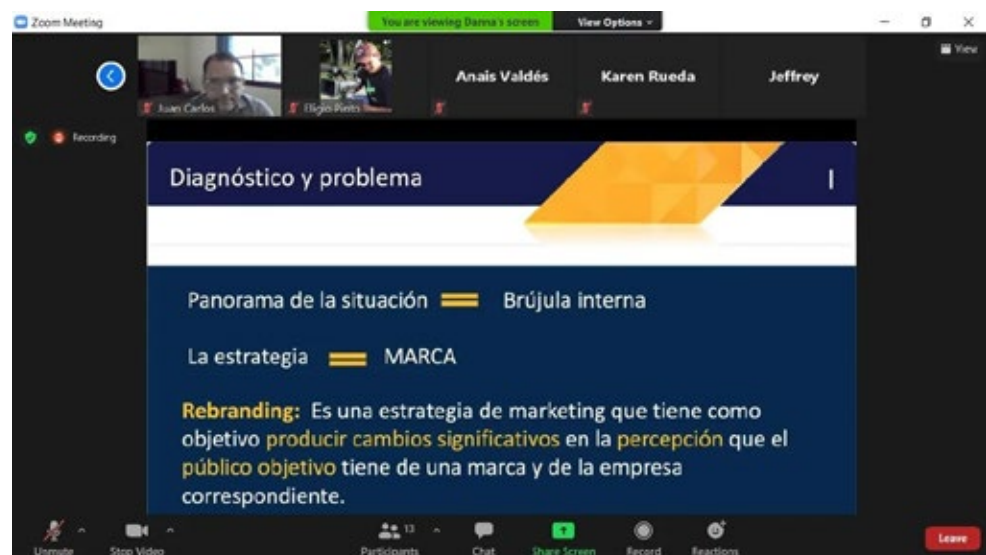 Zoom Meeting
You are viewing Danna's screen
View Options
View
Juan Carlos
Eligio Pinto
Anais Valdés
Karen Rueda
Jeffrey
Recording
Diagnóstico y problema
Panorama de la situación = Brújula interna
La estrategia = MARCA
Rebranding: Es una estrategia de marketing que tiene como
objetivo producir cambios significativos en la percepción que el
público objetivo tiene de una marca y de la empresa
correspondiente.
13
Unmute
Stop Video
Participants
Chat
Share Screen
Record
Reactions
Leave